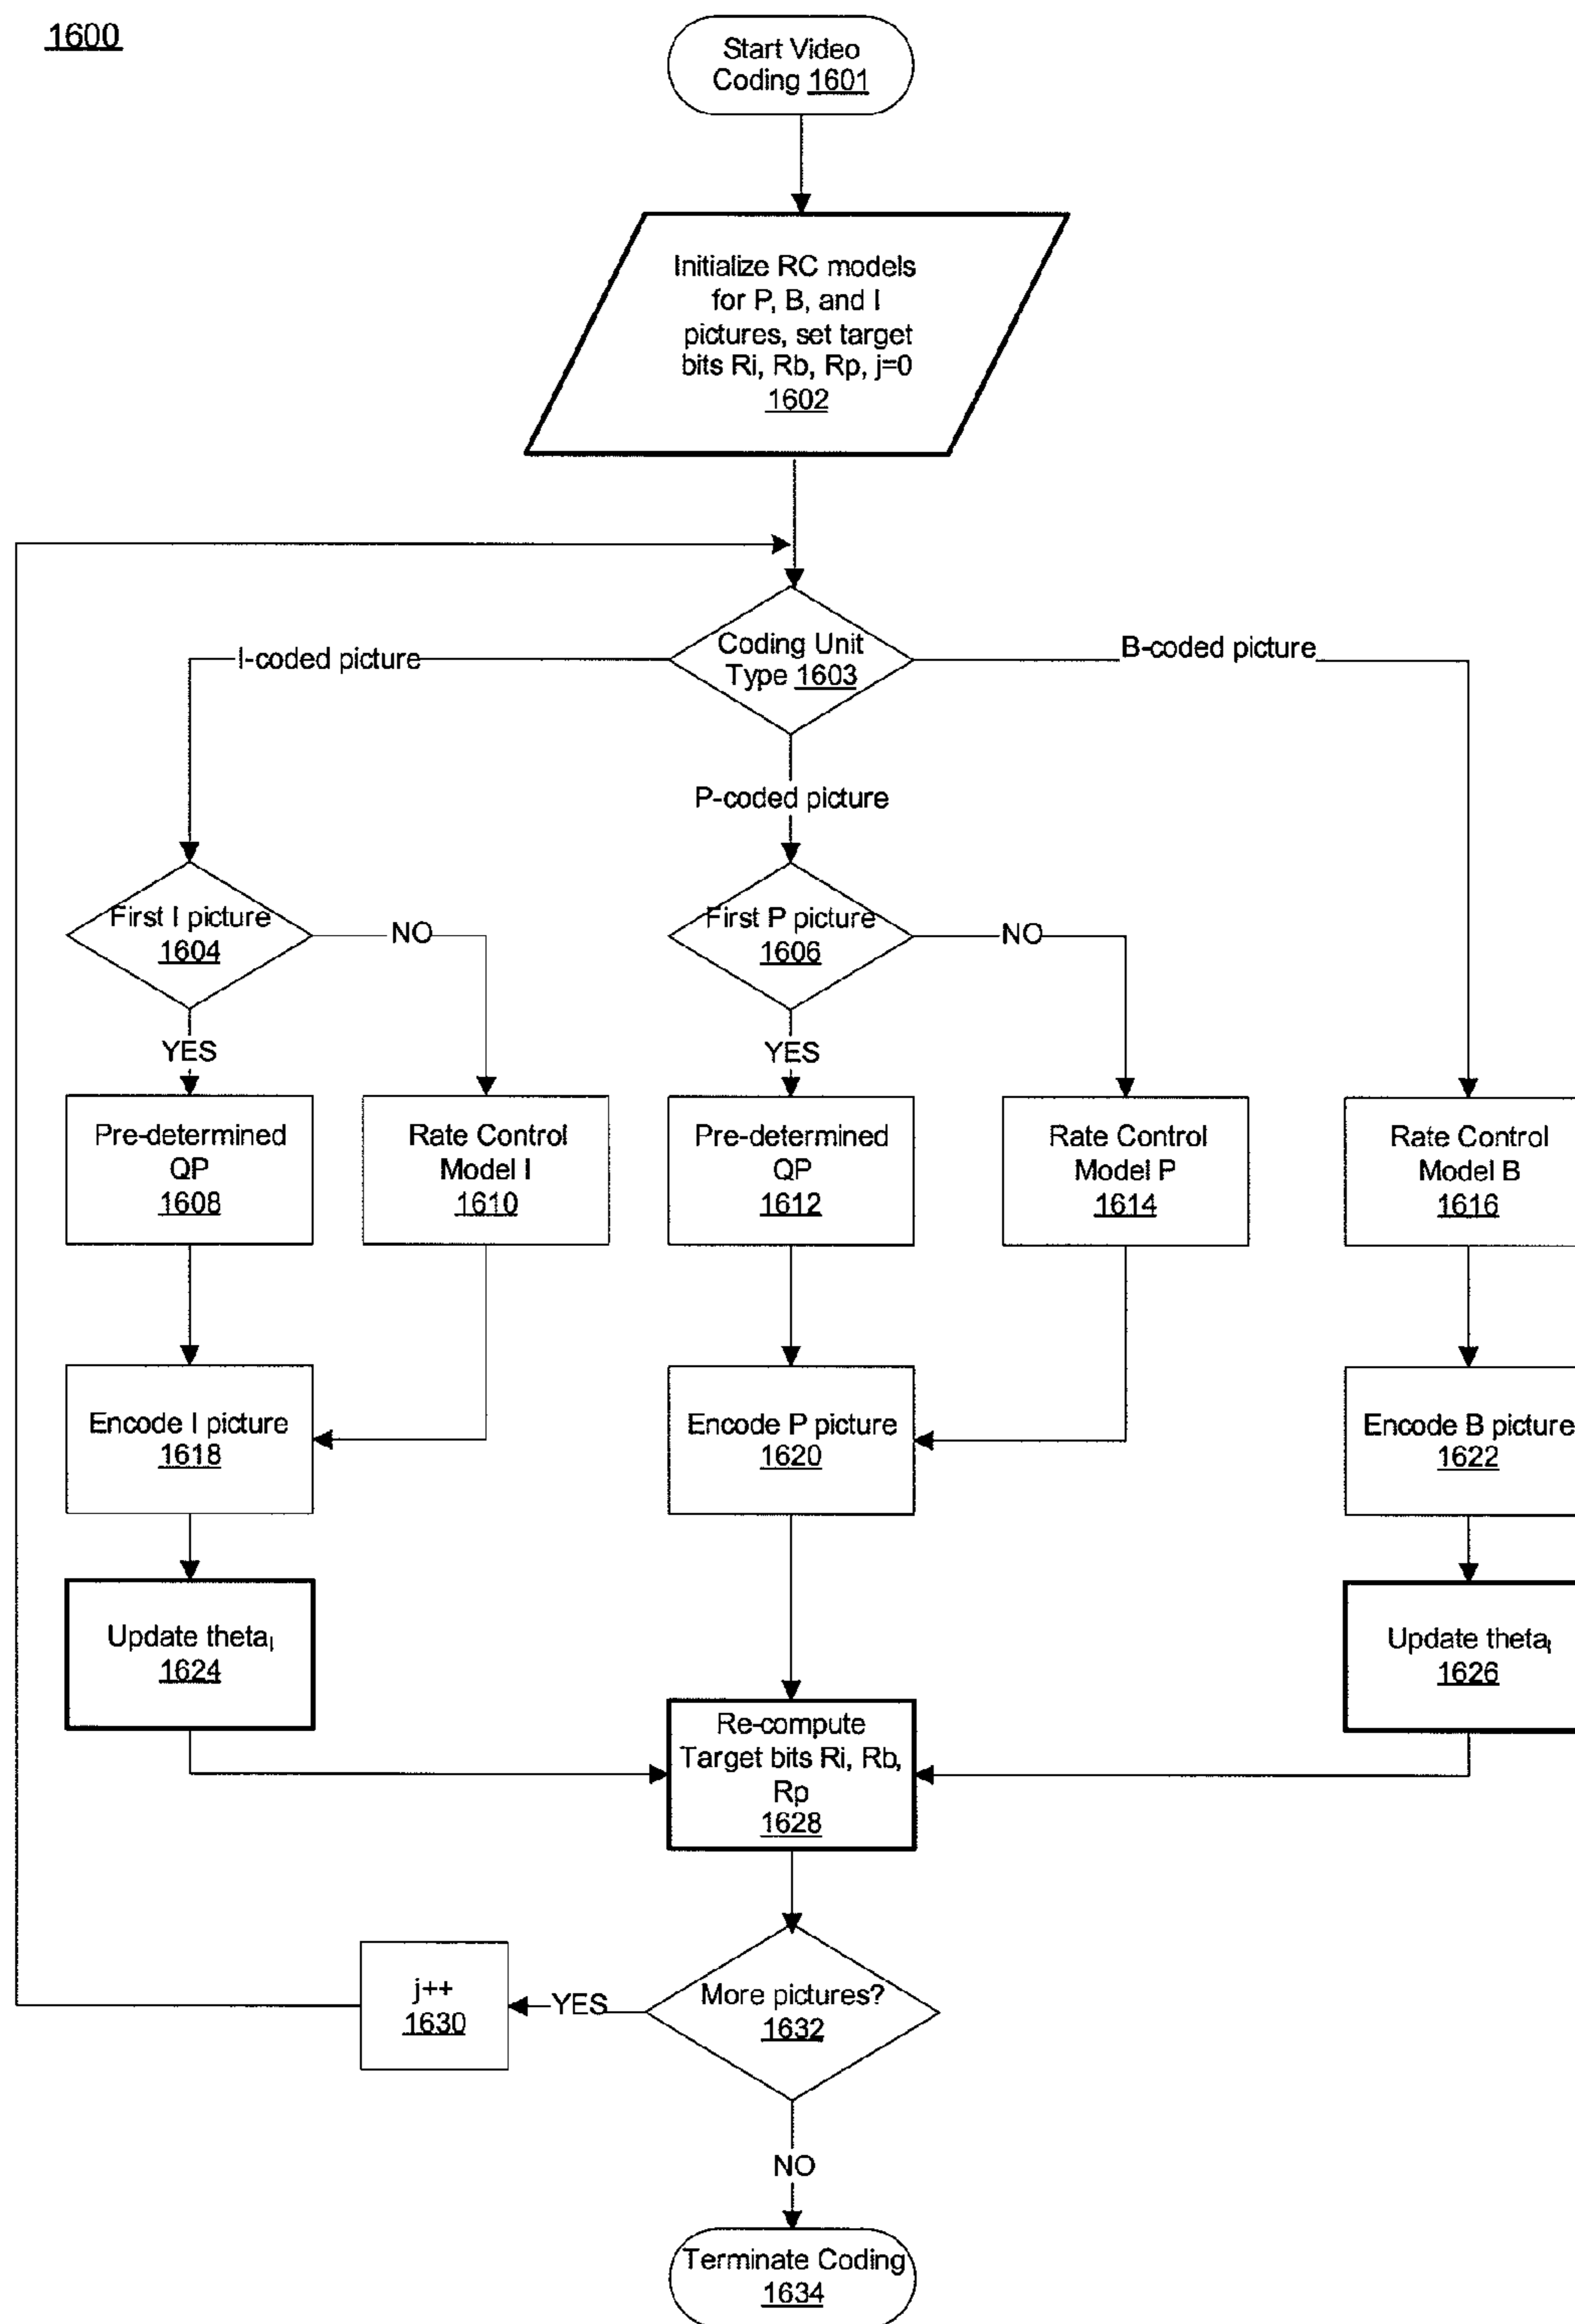 1600
Start Video
Coding 1601
Initialize RC models
for P, B, and I
pictures, set target
bits Ri, Rb, Rp, j=0
1602
Coding Unit
Type 1603
I-coded picture
B-coded picture
P-coded picture
First I picture
1604
NO
First P picture
1606
NO
YES
YES
Pre-determined
QP
1608
Rate Control
Model I
1610
Pre-determined
QP
1612
Rate Control
Model P
1614
Rate Control
Model B
1616
Encode I picture
1618
Encode P picture
1620
Encode B picture
1622
Update thetaI
1624
Update thetaI
1626
Re-compute
Target bits Ri, Rb,
Rp
1628
j++
1630
YES
More pictures?
1632
NO
Terminate Coding
1634